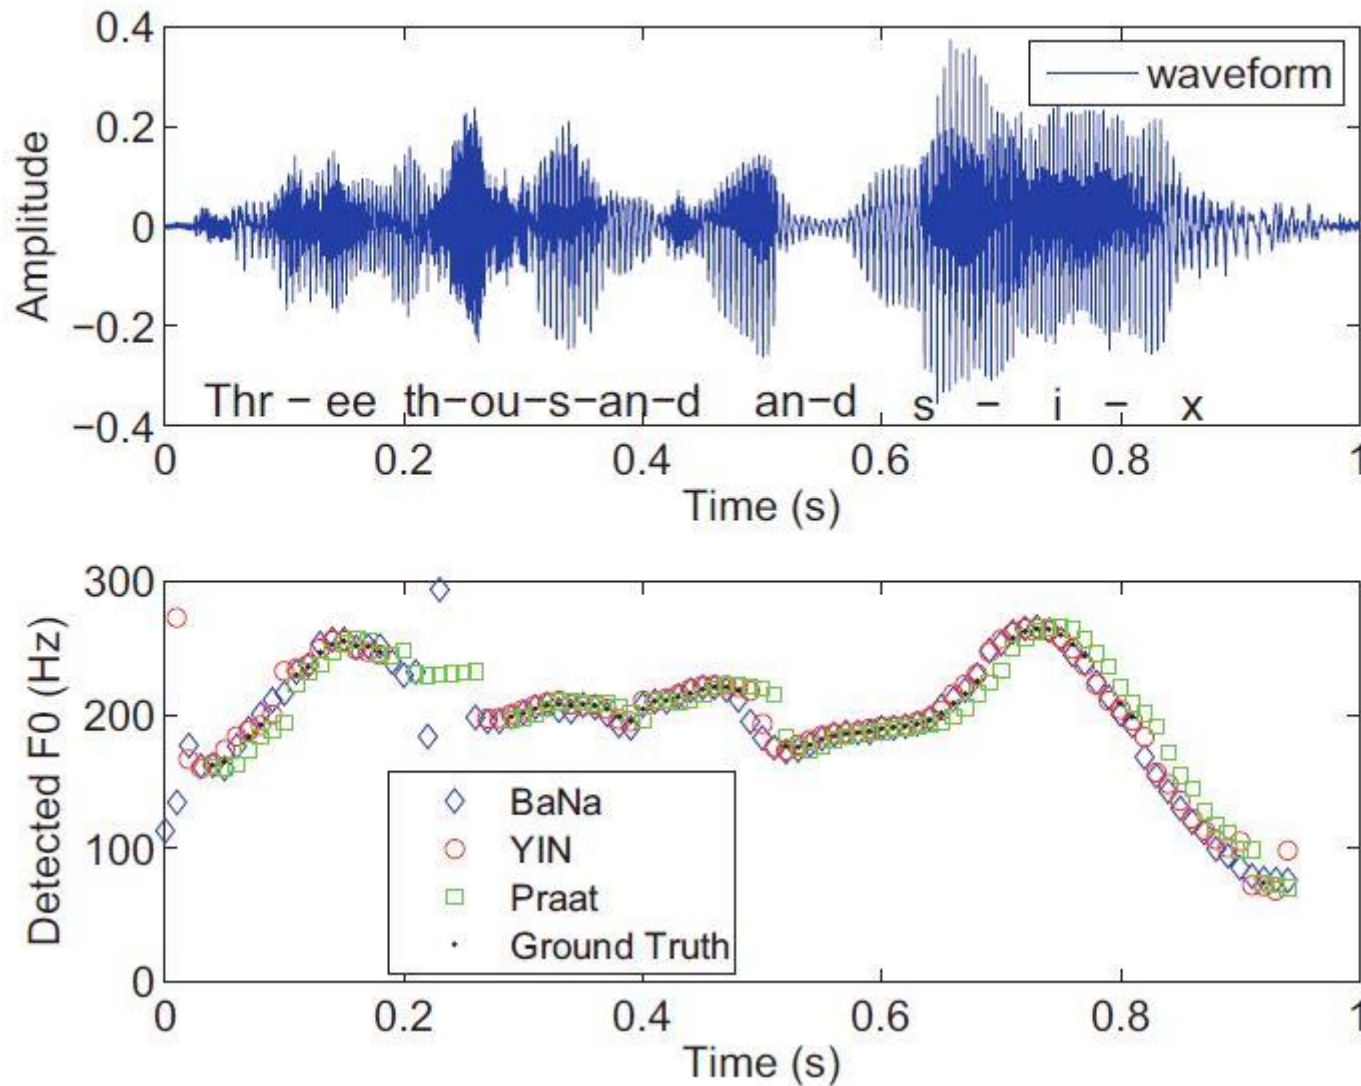 0.4
waveform
0.2
Amplitude
0
−0.2
Thr − ee th−ou−s−an−d an−d s − i − x
−0.4
0 0.2 0.4 0.6 0.8 1
Time (s)
300
200
Detected F0 (Hz)
BaNa
YIN
100
Praat
Ground Truth
0
0 0.2 0.4 0.6 0.8 1
Time (s)